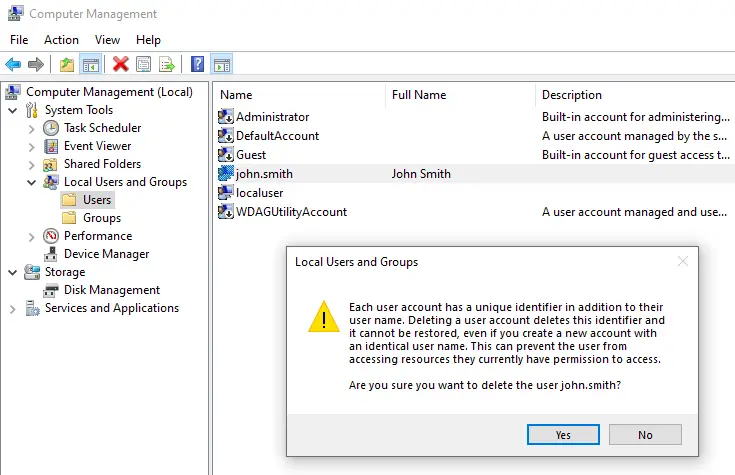 Computer Management
File Action View Help
Computer Management (Local)
System Tools
Task Scheduler
Event Viewer
Shared Folders
Local Users and Groups
Users
Groups
Performance
Device Manager
Storage
Disk Management
Services and Applications
Name Full Name Description
Administrator Built-in account for administering...
DefaultAccount A user account managed by the s...
Guest Built-in account for guest access t...
john.smith John Smith
localuser
WDAGUtilityAccount A user account managed and use...
Local Users and Groups
Each user account has a unique identifier in addition to their
user name. Deleting a user account deletes this identifier and
it cannot be restored, even if you create a new account with
an identical user name. This can prevent the user from
accessing resources they currently have permission to access.
Are you sure you want to delete the user john.smith?
Yes No